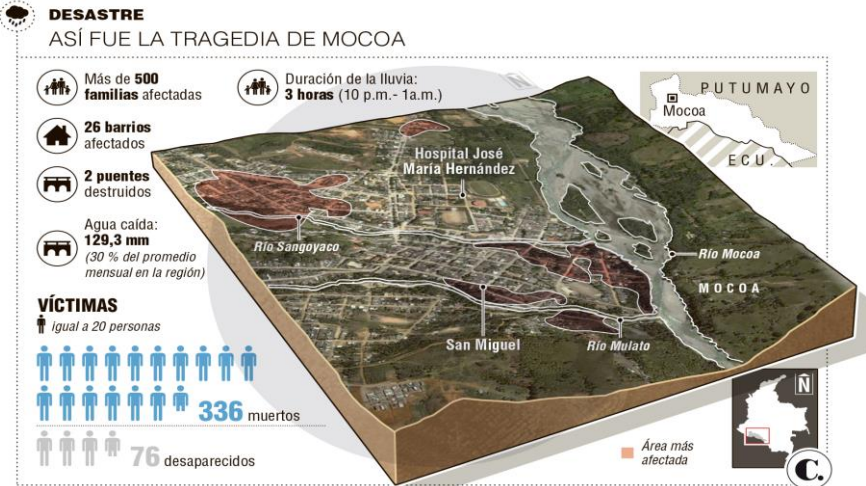 DESASTRE
ASÍ FUE LA TRAGEDIA DE MOCOA
Más de 500
familias afectadas
Duración de la lluvia:
3 horas (10 p.m.- 1a.m.)
26 barrios
afectados
2 puentes
destruidos
Agua caída:
129,3 mm
(30 % del promedio
mensual en la región)
VÍCTIMAS
igual a 20 personas
336 muertos
76 desaparecidos
Ñ
Hospital José
María Hernández
Río Sangoyaco
San Miguel
Río Mulato
Río Mocoa
MOCOA
PUTUMAYO
Mocoa
ECU.
Área más
afectada
Ñ
C.